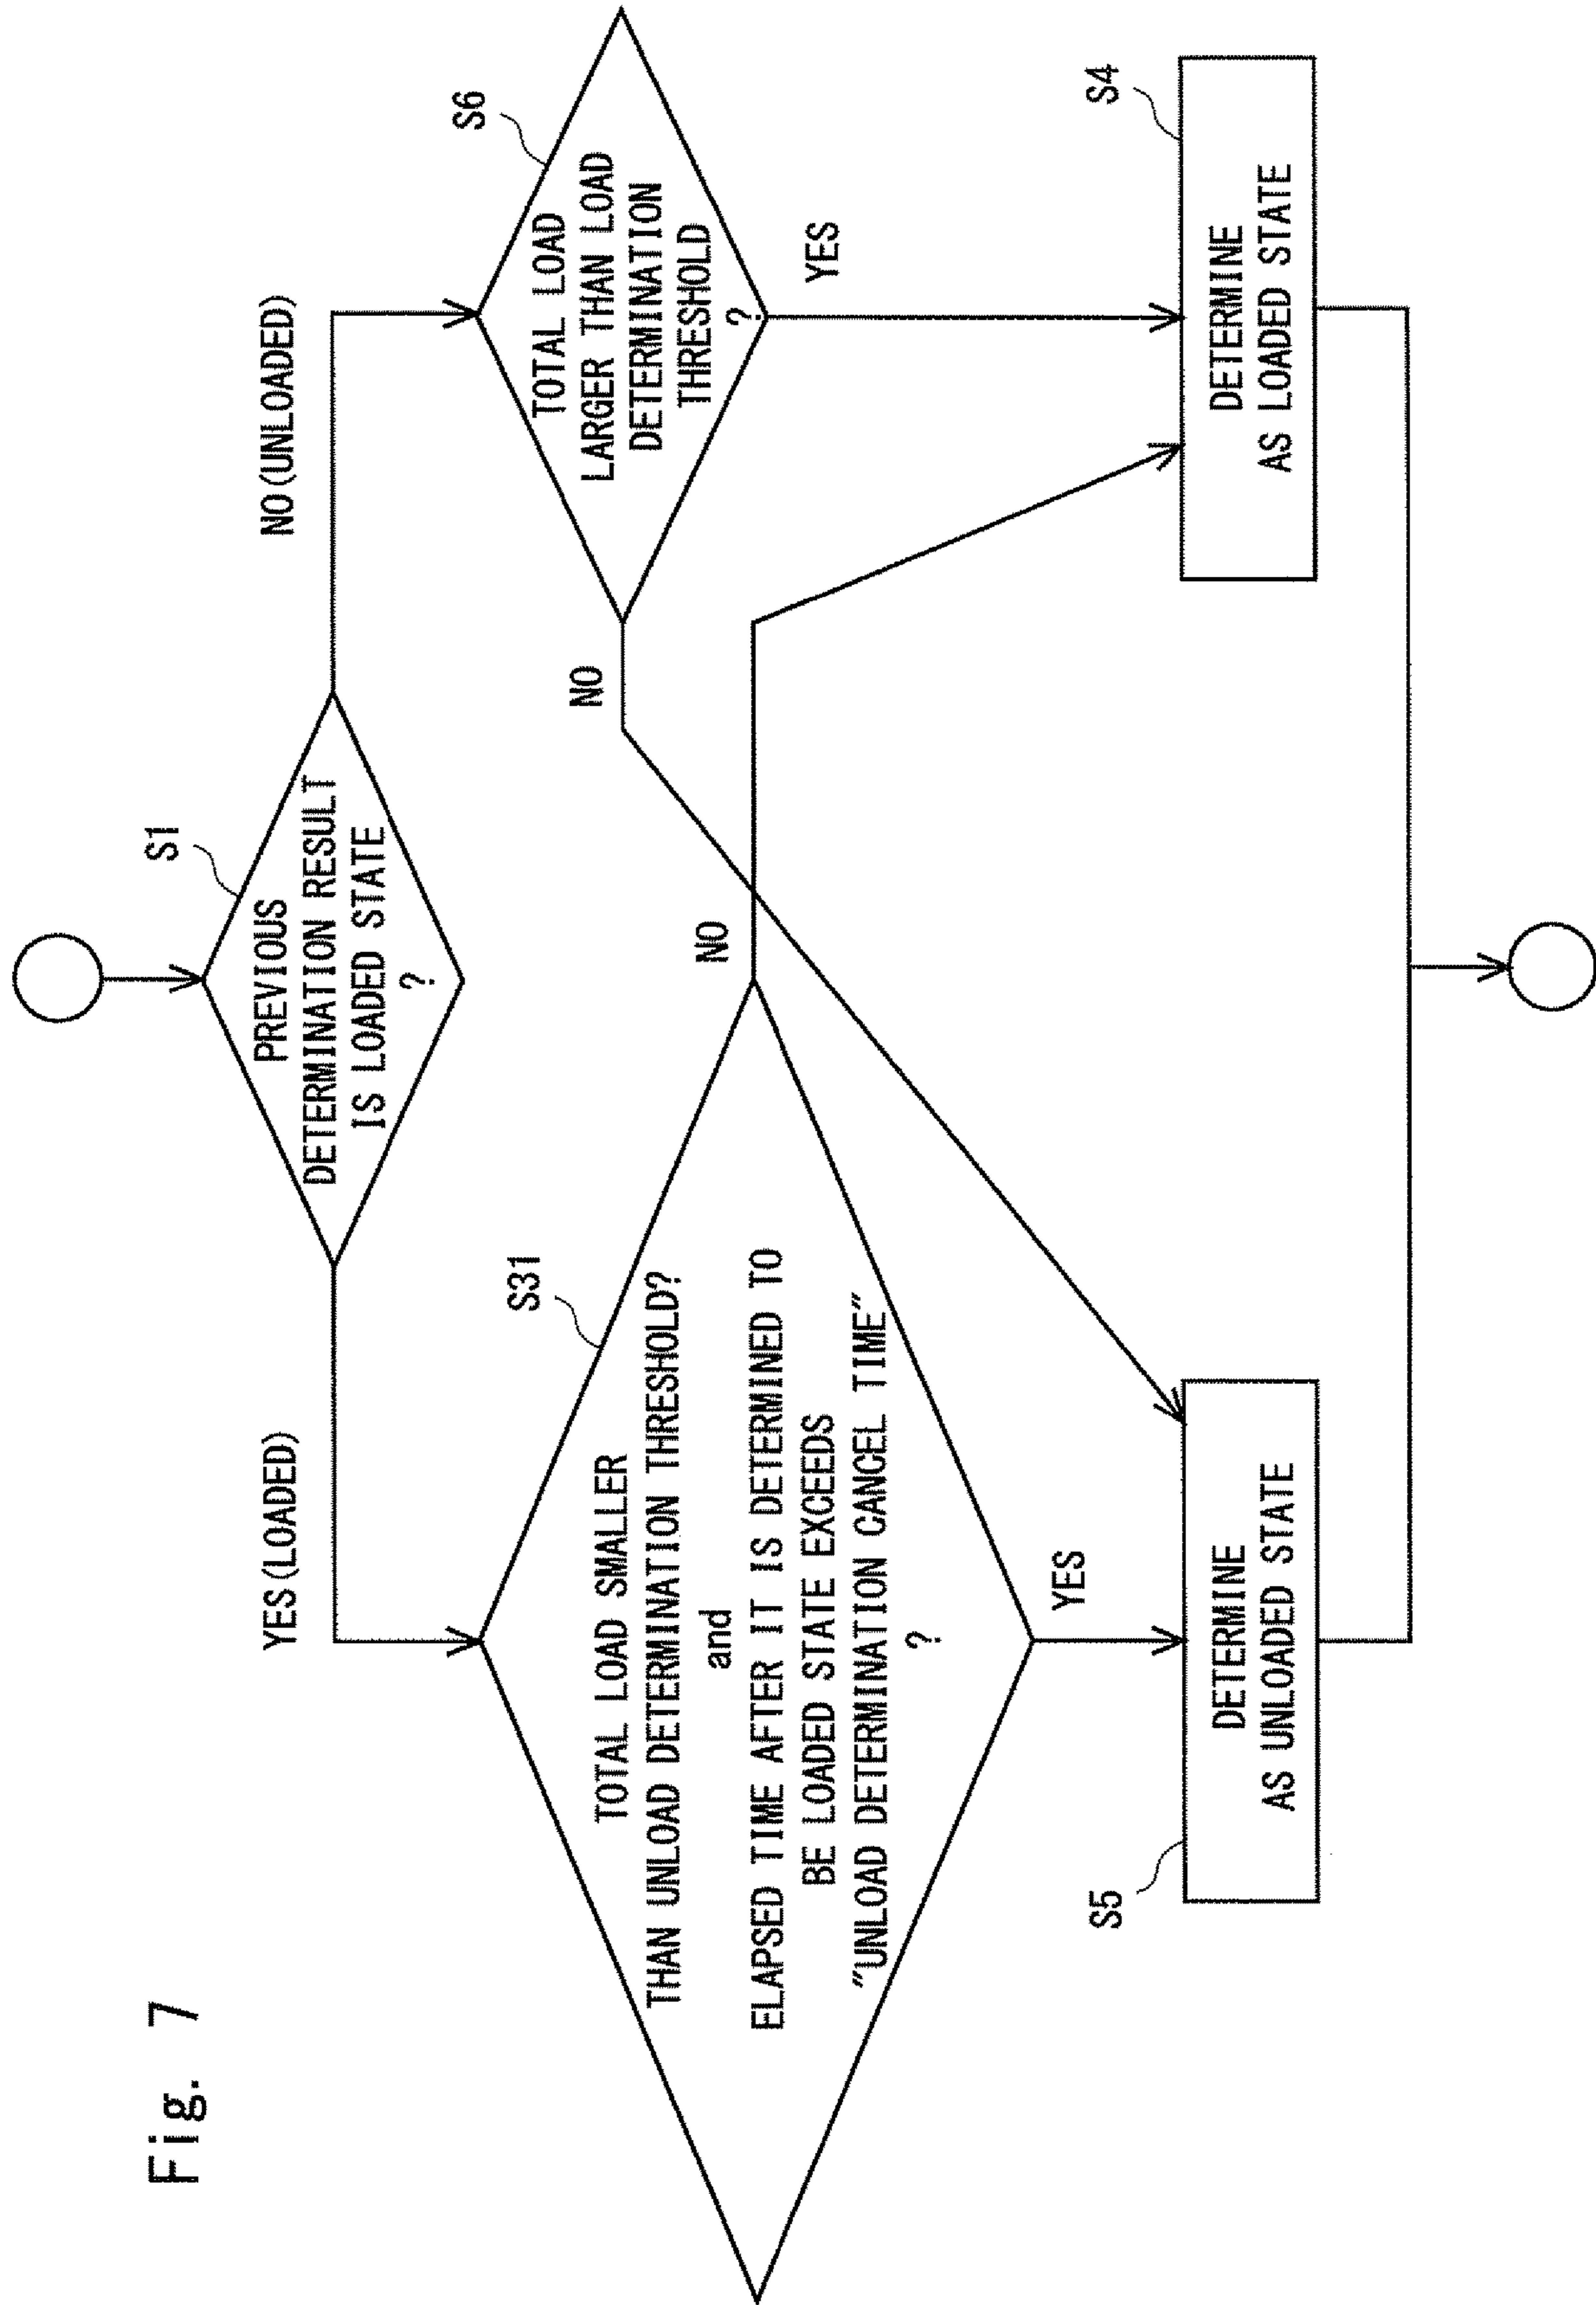 Fig. 7
S1
PREVIOUS
DETERMINATION RESULT
IS LOADED STATE
?
YES(LOADED)
NO(UNLOADED)
S31
TOTAL LOAD SMALLER
THAN UNLOAD DETERMINATION THRESHOLD?
and
ELAPSED TIME AFTER IT IS DETERMINED TO
BE LOADED STATE EXCEEDS
"UNLOAD DETERMINATION CANCEL TIME"
?
NO
YES
S6
TOTAL LOAD
LARGER THAN LOAD
DETERMINATION
THRESHOLD
?
NO
YES
S5
DETERMINE
AS UNLOADED STATE
S4
DETERMINE
AS LOADED STATE